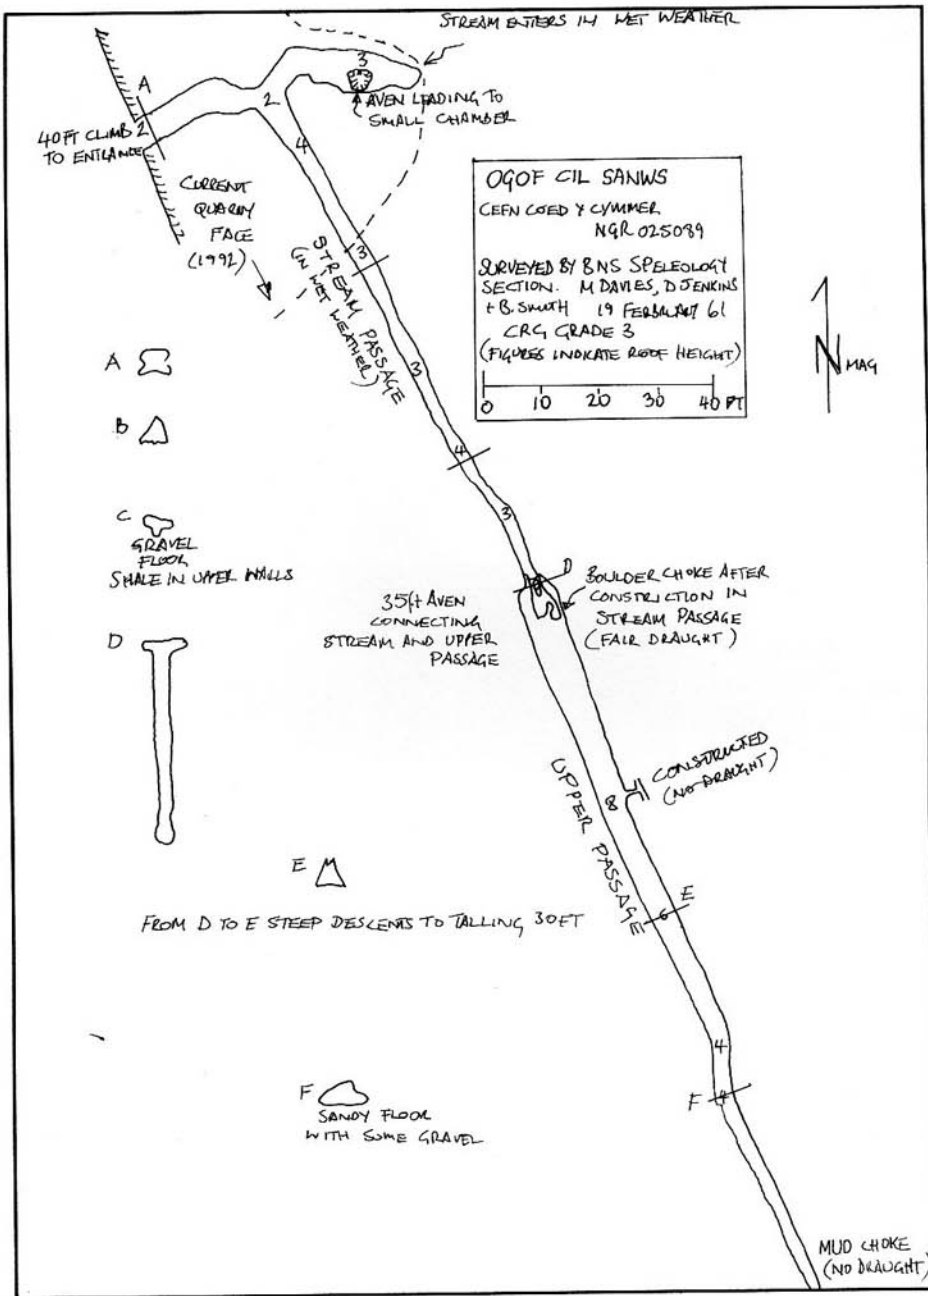 STREAM ENTERS IN WET WEATHER
A
3
2
AVEN LEADING TO
SMALL CHAMBER
2
40FT CLIMB
TO ENTRANCE
4
CURRENT
QUARRY
FACE
(1992)
OGOF CIL SANWS
CEFN COED Y CYMMER
NGR 025089
SURVEYED BY BNS SPELEOLOGY
SECTION. M DAVIES, D JENKINS
+ B. SMITH 19 FEBRUARY 61
CRG GRADE 3
(FIGURES INDICATE ROOF HEIGHT)
0 10 20 30 40 FT
N MAG
STREAM PASSAGE
(IN WET WEATHER)
3
3
4
3
A
B
C
GRAVEL
FLOOR
SHALE IN UPPER WALLS
D
D
35ft AVEN
CONNECTING
STREAM AND UPPER
PASSAGE
BOULDER CHOKE AFTER
CONSTRICTION IN
STREAM PASSAGE
(FAIR DRAUGHT)
CONSTRICTED
(NO DRAUGHT)
UPPER PASSAGE
8
E
E
6
FROM D TO E STEEP DESCENTS TOTALLING 30FT
4
F
SANDY FLOOR
WITH SOME GRAVEL
F
4
MUD CHOKE
(NO DRAUGHT)